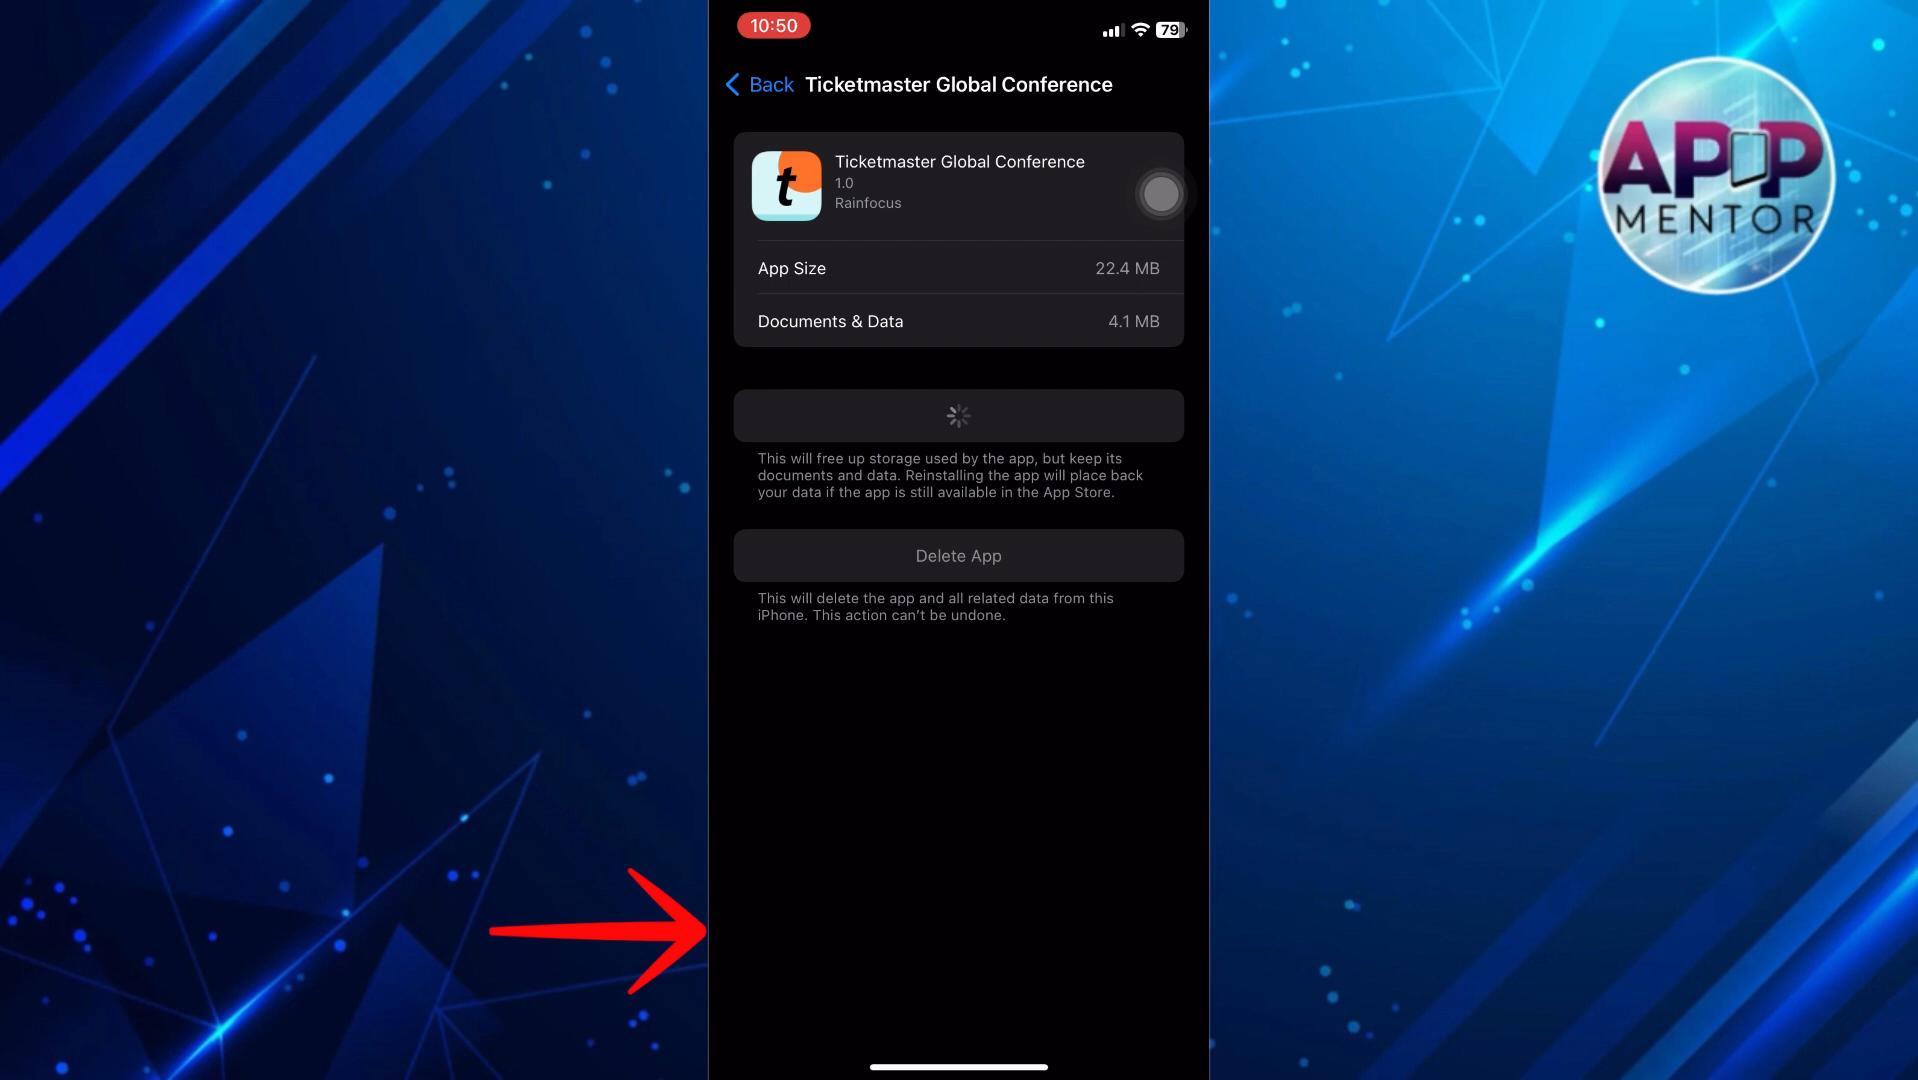 10:50
79
Back Ticketmaster Global Conference
t
Ticketmaster Global Conference
1.0
Rainfocus
App Size 22.4 MB
Documents & Data 4.1 MB
This will free up storage used by the app, but keep its
documents and data. Reinstalling the app will place back
your data if the app is still available in the App Store.
Delete App
This will delete the app and all related data from this
iPhone. This action can't be undone.
APP
MENTOR